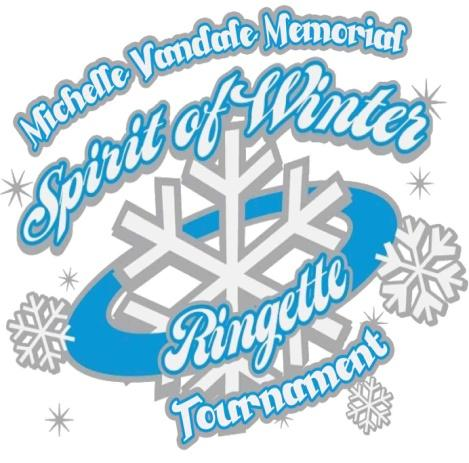 Michelle Vandale Memorial
Spirit of Winter
Ringette
Tournament